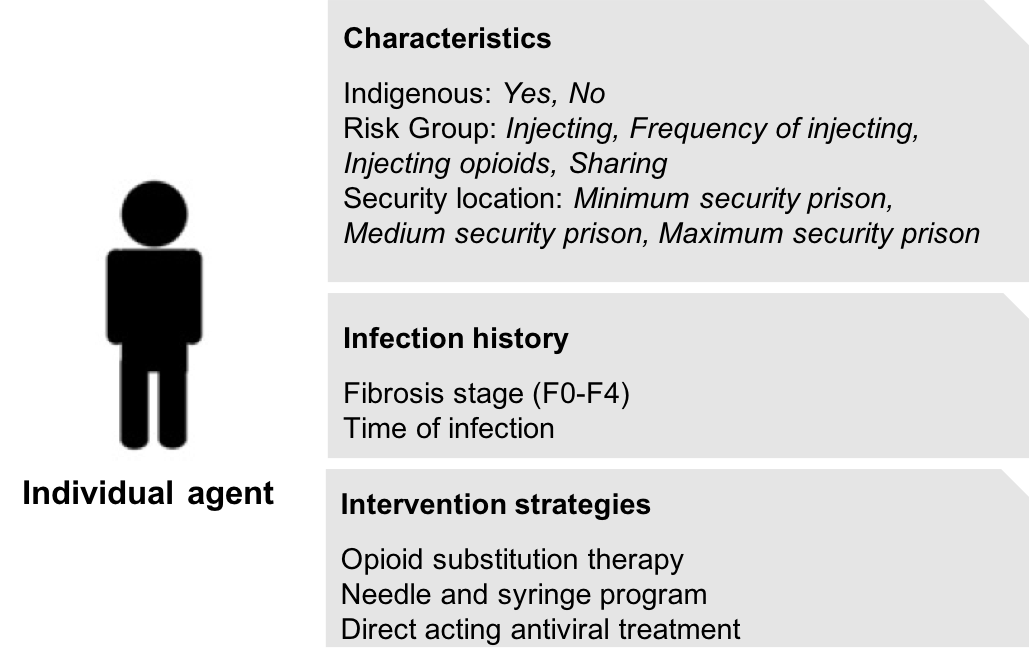 Characteristics
Indigenous: Yes, No
Risk Group: Injecting, Frequency of injecting,
Injecting opioids, Sharing
Security location: Minimum security prison,
Medium security prison, Maximum security prison
Infection history
Fibrosis stage (F0-F4)
Time of infection
Individual agent
Intervention strategies
Opioid substitution therapy
Needle and syringe program
Direct acting antiviral treatment